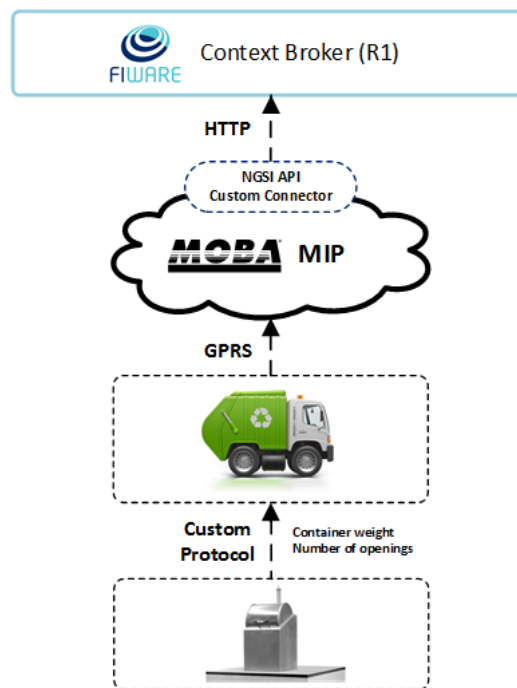 FIWARE
Context Broker (R1)
HTTP
NGSI API
Custom Connector
MOBA MIP
GPRS
Custom
Protocol
Container weight
Number of openings